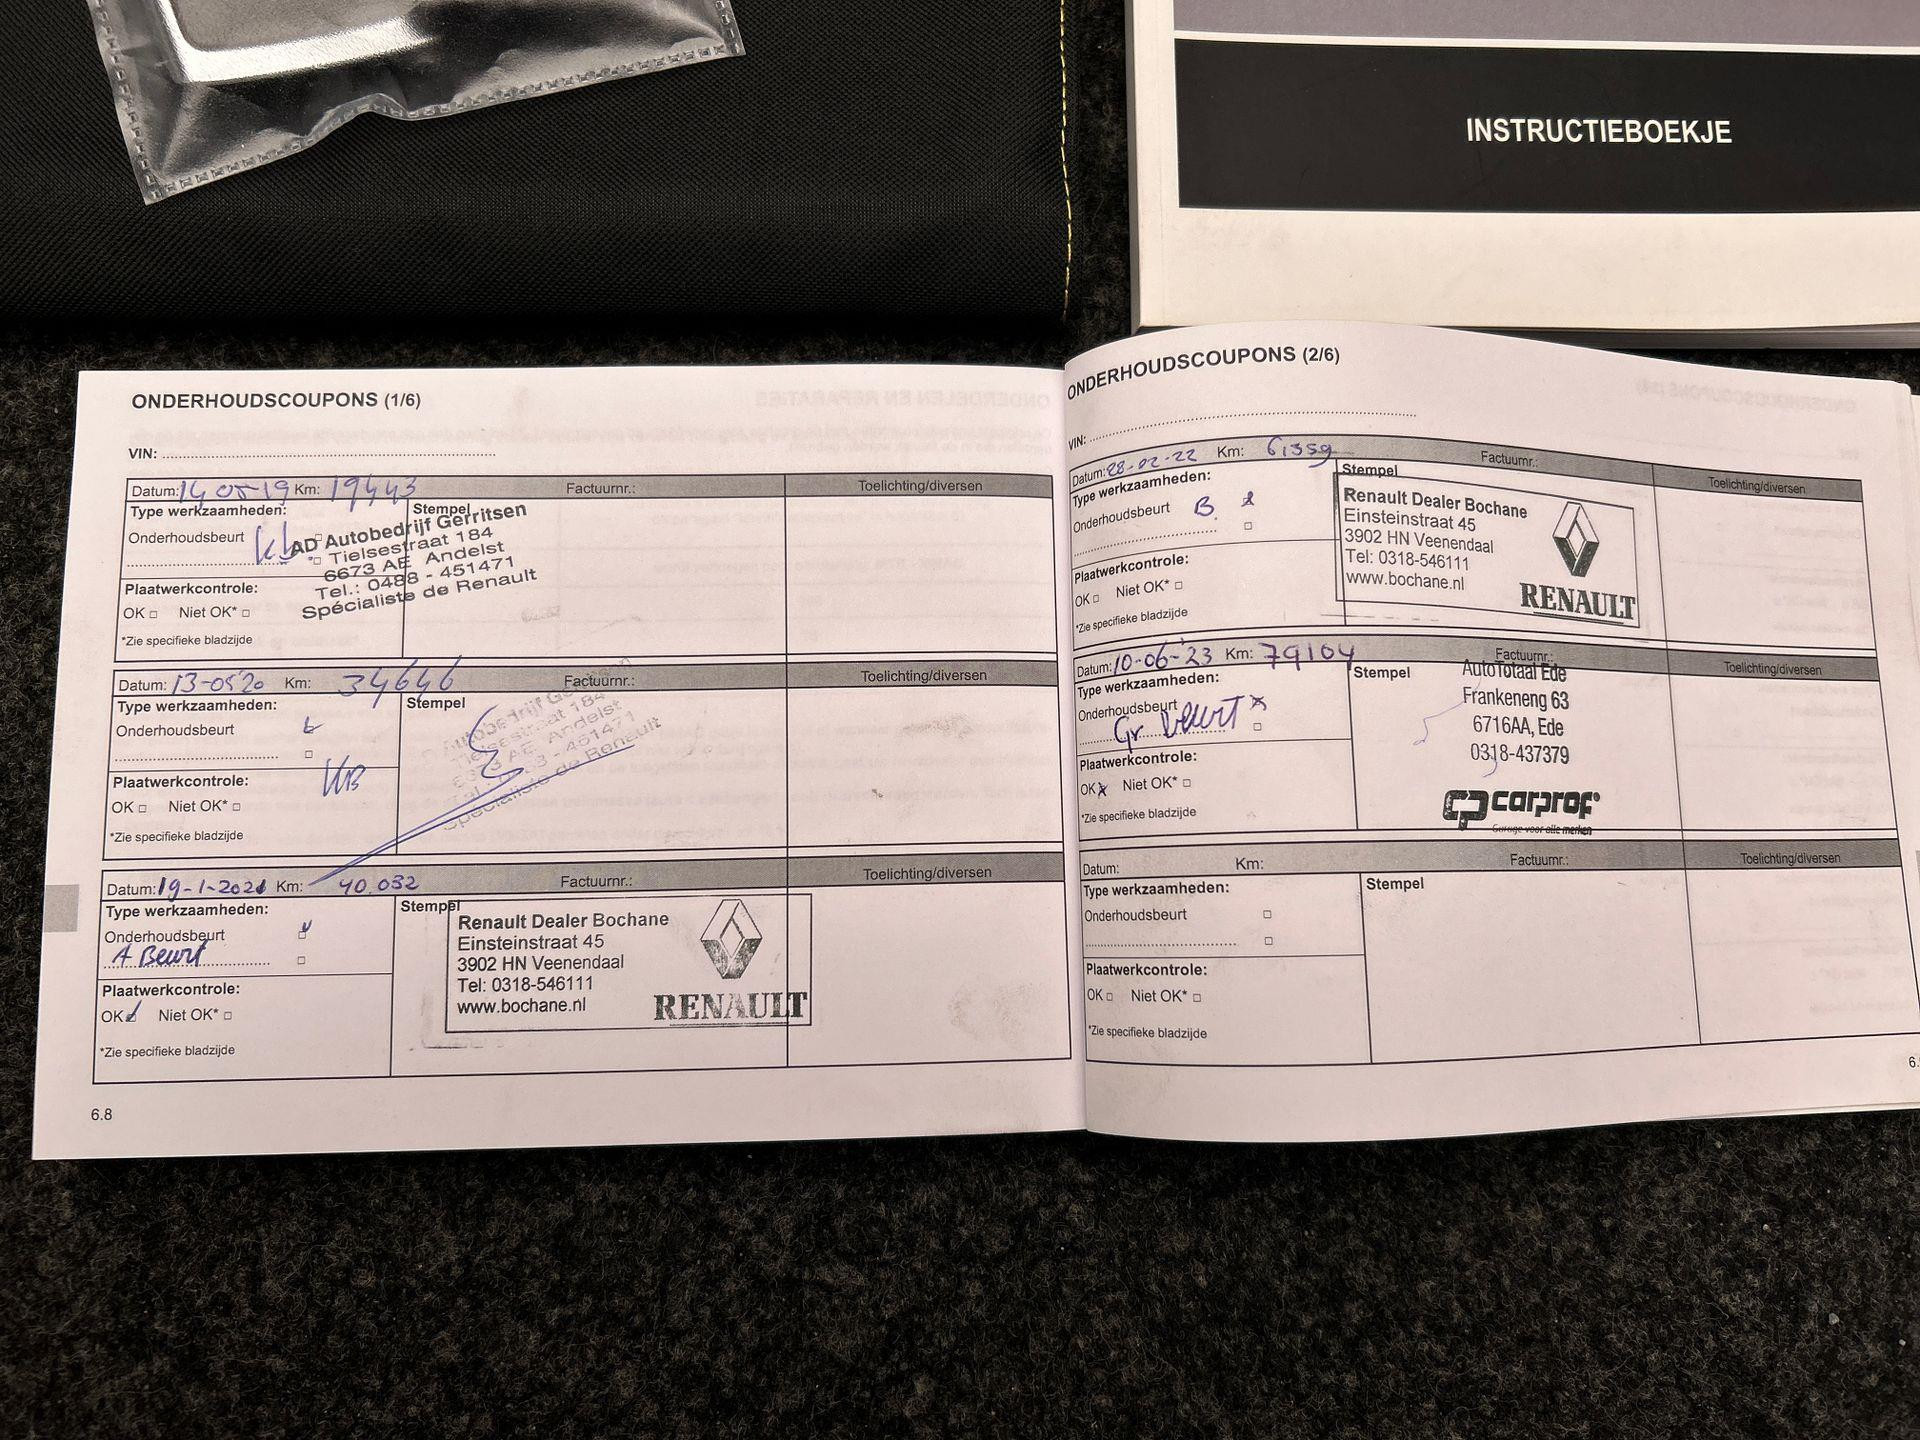 INSTRUCTIEBOEKJE
ONDERHOUDSCOUPONS (1/6)
VIN:
Datum: 14 05-19 Km: 19443 Factuurnr.: Toelichting/diversen
Type werkzaamheden: Stempel
Onderhoudsbeurt
AD Autobedrijf Gerritsen
Tielsestraat 184
6673 AE Andelst
Tel.: 0488 - 451471
Spécialiste de Renault
Plaatwerkcontrole:
OK Niet OK*
*Zie specifieke bladzijde
Datum: 13-0520 Km: 34646 Factuurnr.: Toelichting/diversen
Type werkzaamheden: Stempel
Onderhoudsbeurt
Autobedrijf
184
AE Andelst
- 451471
Specialiste de Renault
Plaatwerkcontrole:
OK Niet OK*
*Zie specifieke bladzijde
Datum: 19-1-2021 Km: 40.032 Factuurnr.: Toelichting/diversen
Type werkzaamheden: Stempel
Onderhoudsbeurt
A Beurt
Renault Dealer Bochane
Einsteinstraat 45
3902 HN Veenendaal
Tel: 0318-546111
www.bochane.nl
RENAULT
Plaatwerkcontrole:
OK Niet OK*
*Zie specifieke bladzijde
6.8
ONDERHOUDSCOUPONS (2/6)
VIN:
Datum: 28-02-22 Km: 61359 Factuurnr.: Toelichting/diversen
Type werkzaamheden: Stempel
Onderhoudsbeurt B
Renault Dealer Bochane
Einsteinstraat 45
3902 HN Veenendaal
Tel: 0318-546111
www.bochane.nl
RENAULT
Plaatwerkcontrole:
OK Niet OK*
*Zie specifieke bladzijde
Datum: 10-06-'23 Km: 79104 Factuurnr.: Toelichting/diversen
Type werkzaamheden: Stempel
Onderhoudsbeurt x
Gr beurt
AutoTotaal Ede
Frankeneng 63
6716AA, Ede
0318-437379
carprof
Garage voor alle merken
Plaatwerkcontrole:
OK x Niet OK*
*Zie specifieke bladzijde
Datum: Km: Factuurnr.: Toelichting/diversen
Type werkzaamheden: Stempel
Onderhoudsbeurt
Plaatwerkcontrole:
OK Niet OK*
*Zie specifieke bladzijde